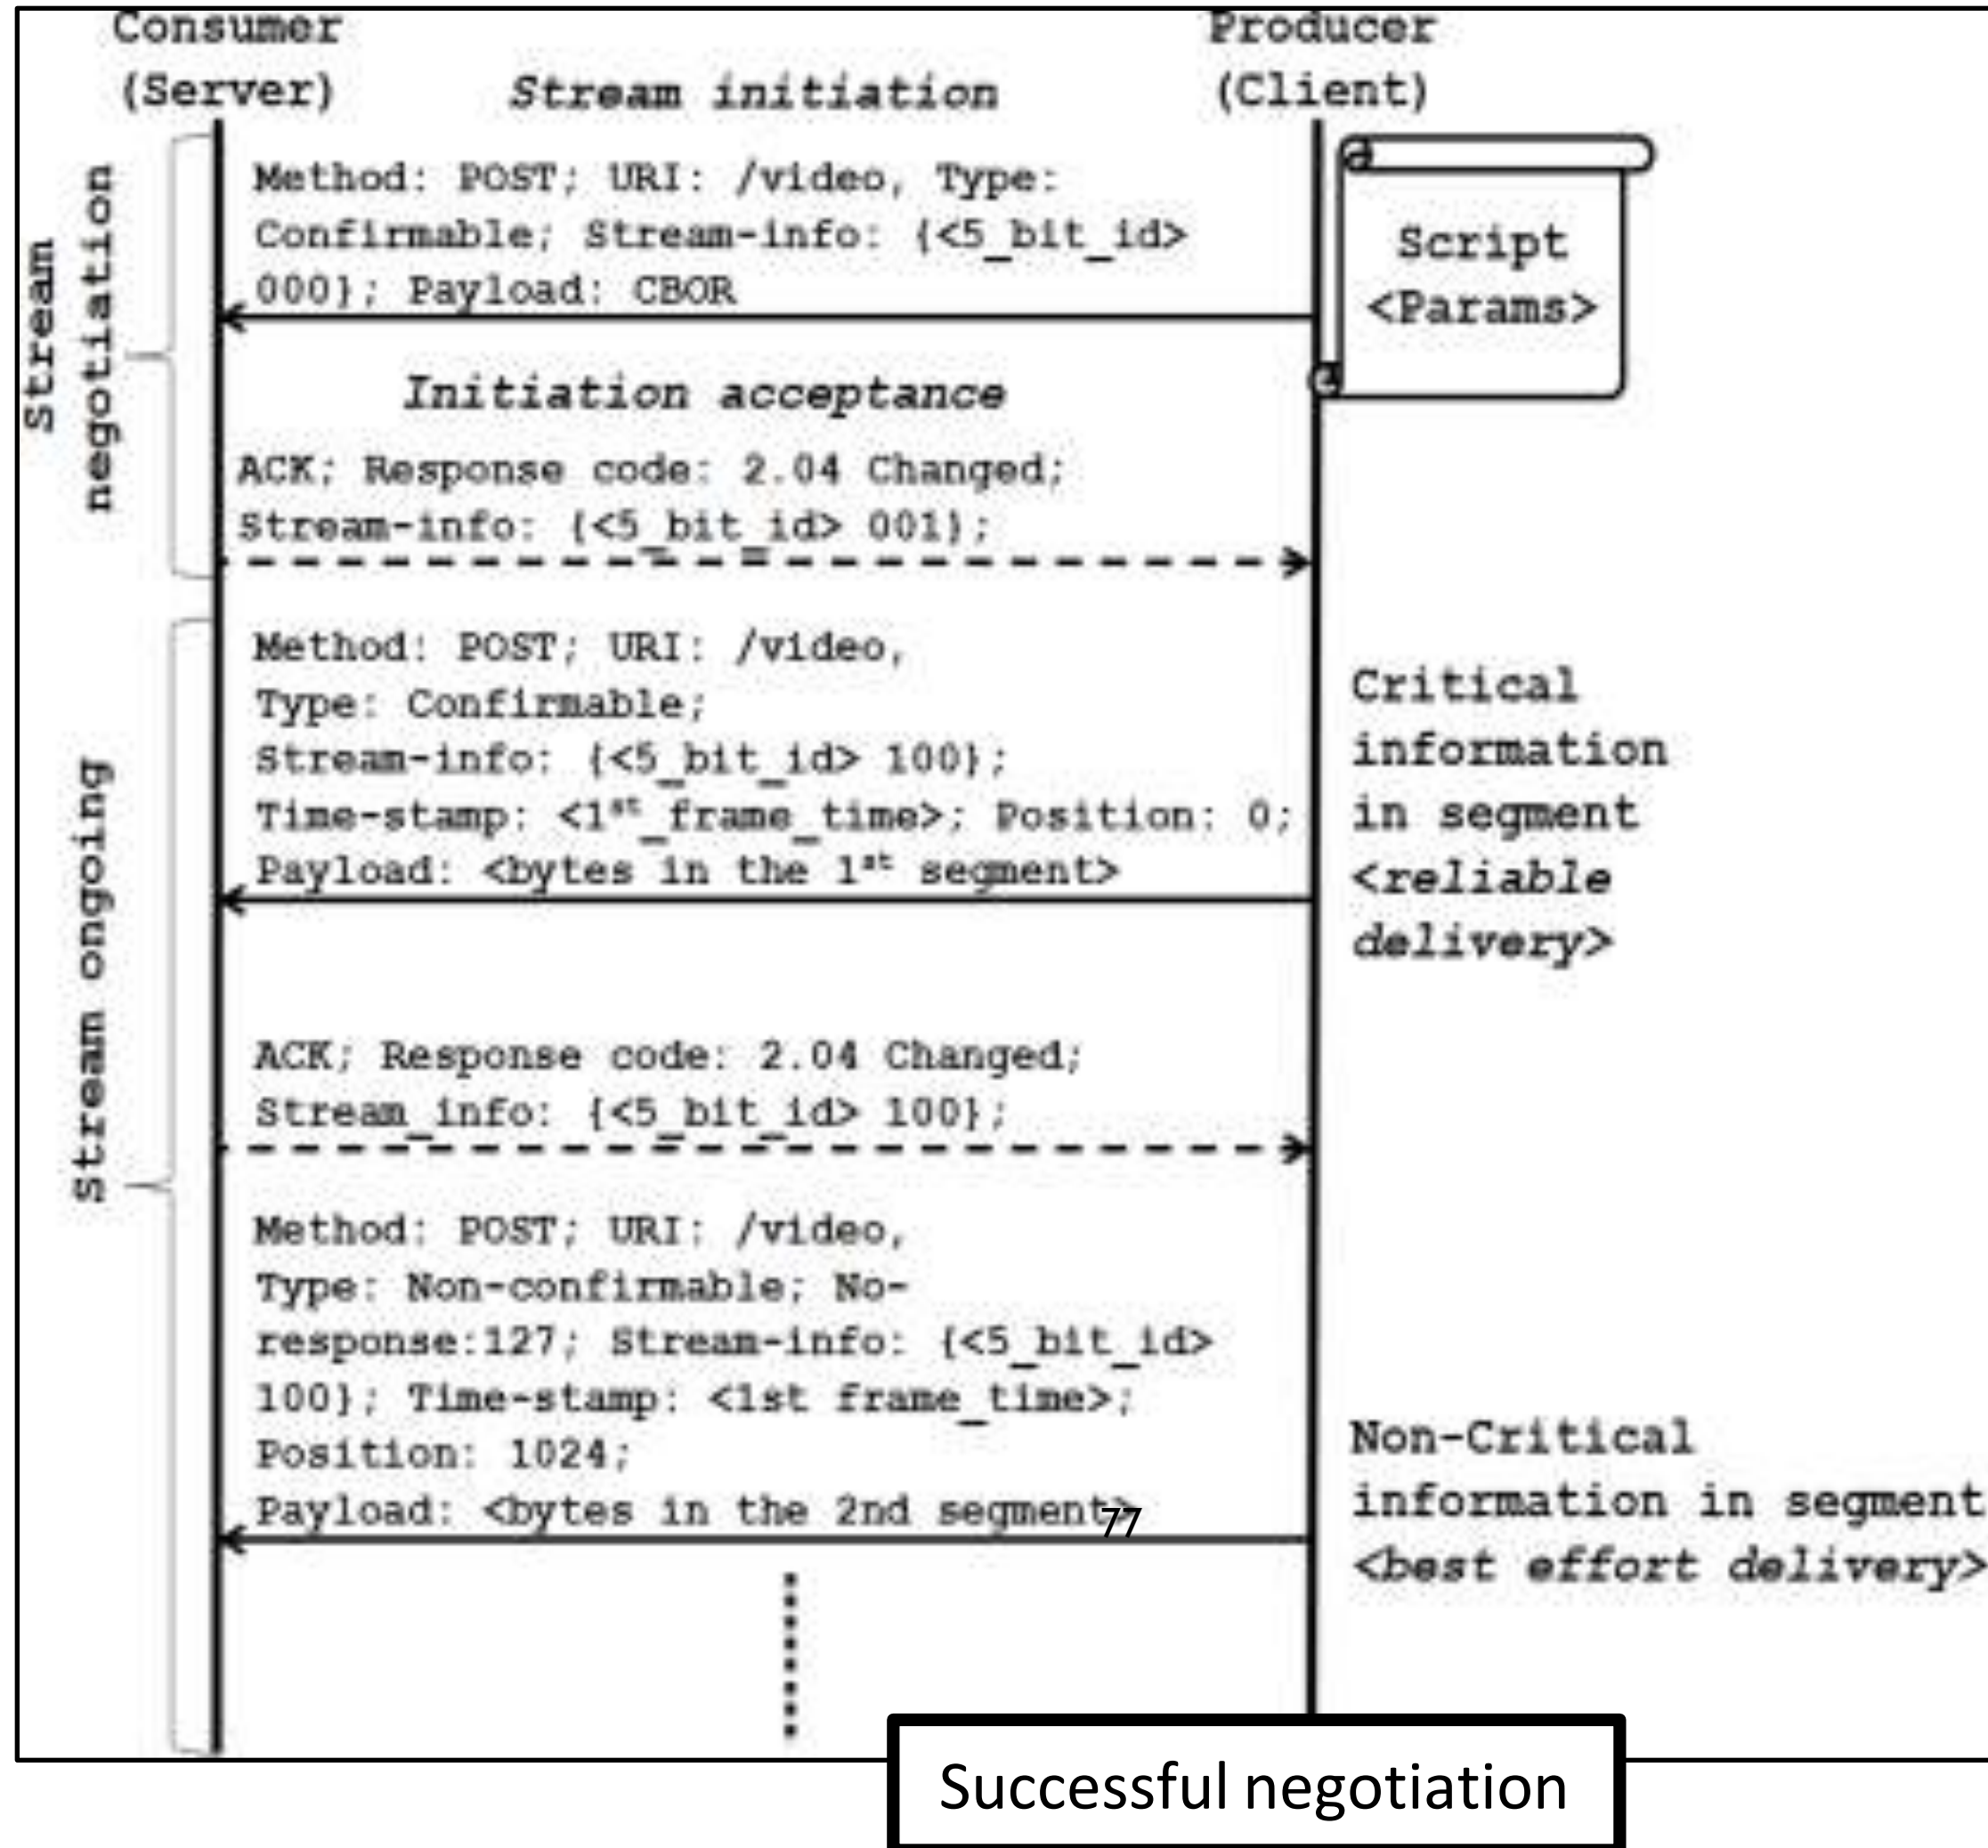 Consumer
(Server)
Producer
(Client)
Stream initiation
Stream
negotiation
Method: POST; URI: /video, Type:
Confirmable; Stream-info: {<5_bit_id>
000}; Payload: CBOR
Script
<Params>
Initiation acceptance
ACK; Response code: 2.04 Changed;
Stream-info: {<5_bit_id> 001};
Stream ongoing
Method: POST; URI: /video,
Type: Confirmable;
Stream-info: {<5_bit_id> 100};
Time-stamp: <1st_frame_time>; Position: 0;
Payload: <bytes in the 1st segment>
Critical
information
in segment
<reliable
delivery>
ACK; Response code: 2.04 Changed;
Stream_info: {<5_bit_id> 100};
Method: POST; URI: /video,
Type: Non-confirmable; No-
response:127; Stream-info: {<5_bit_id>
100}; Time-stamp: <1st frame_time>;
Position: 1024;
Payload: <bytes in the 2nd segment>
77
Non-Critical
information in segment
<best effort delivery>
Successful negotiation